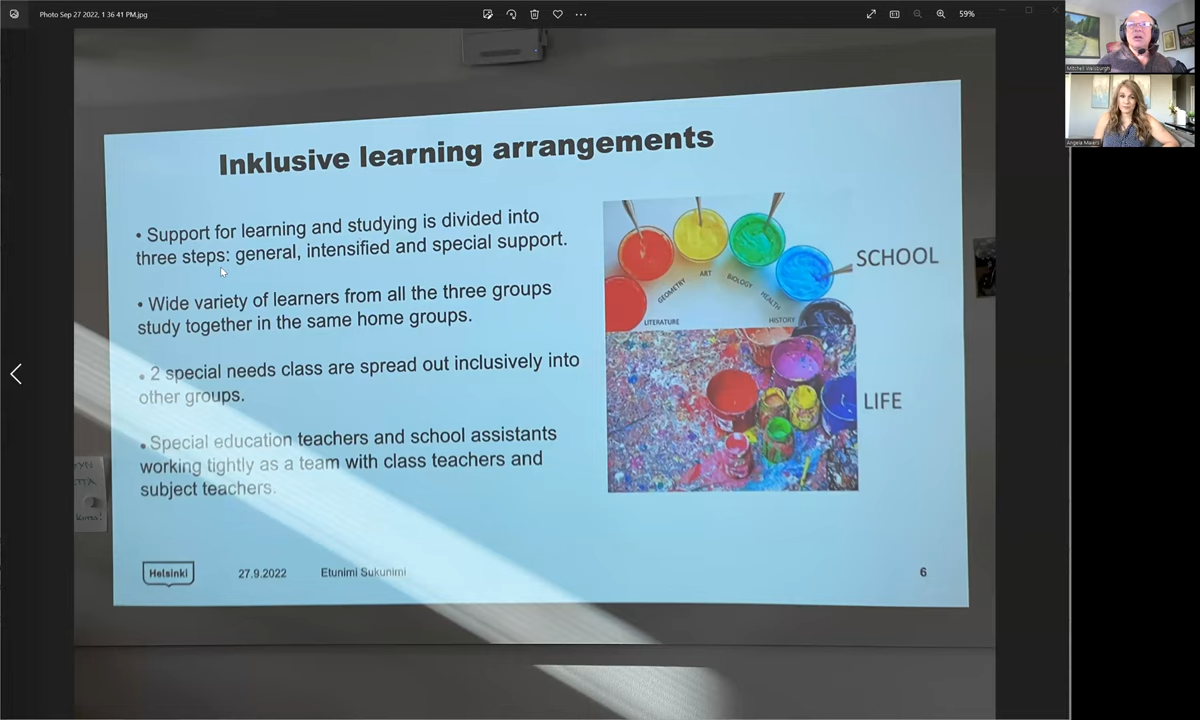 Photo Sep 27 2022, 1 36 41 PM.jpg
59%
Mitchell Weisburgh
Angela Maiers
Inklusive learning arrangements
• Support for learning and studying is divided into
three steps: general, intensified and special support.
• Wide variety of learners from all the three groups
study together in the same home groups.
• 2 special needs class are spread out inclusively into
other groups.
• Special education teachers and school assistants
working tightly as a team with class teachers and
subject teachers.
LITERATURE
GEOMETRY
ART
BIOLOGY
HEALTH
HISTORY
SCHOOL
LIFE
Helsinki
27.9.2022
Etunimi Sukunimi
6